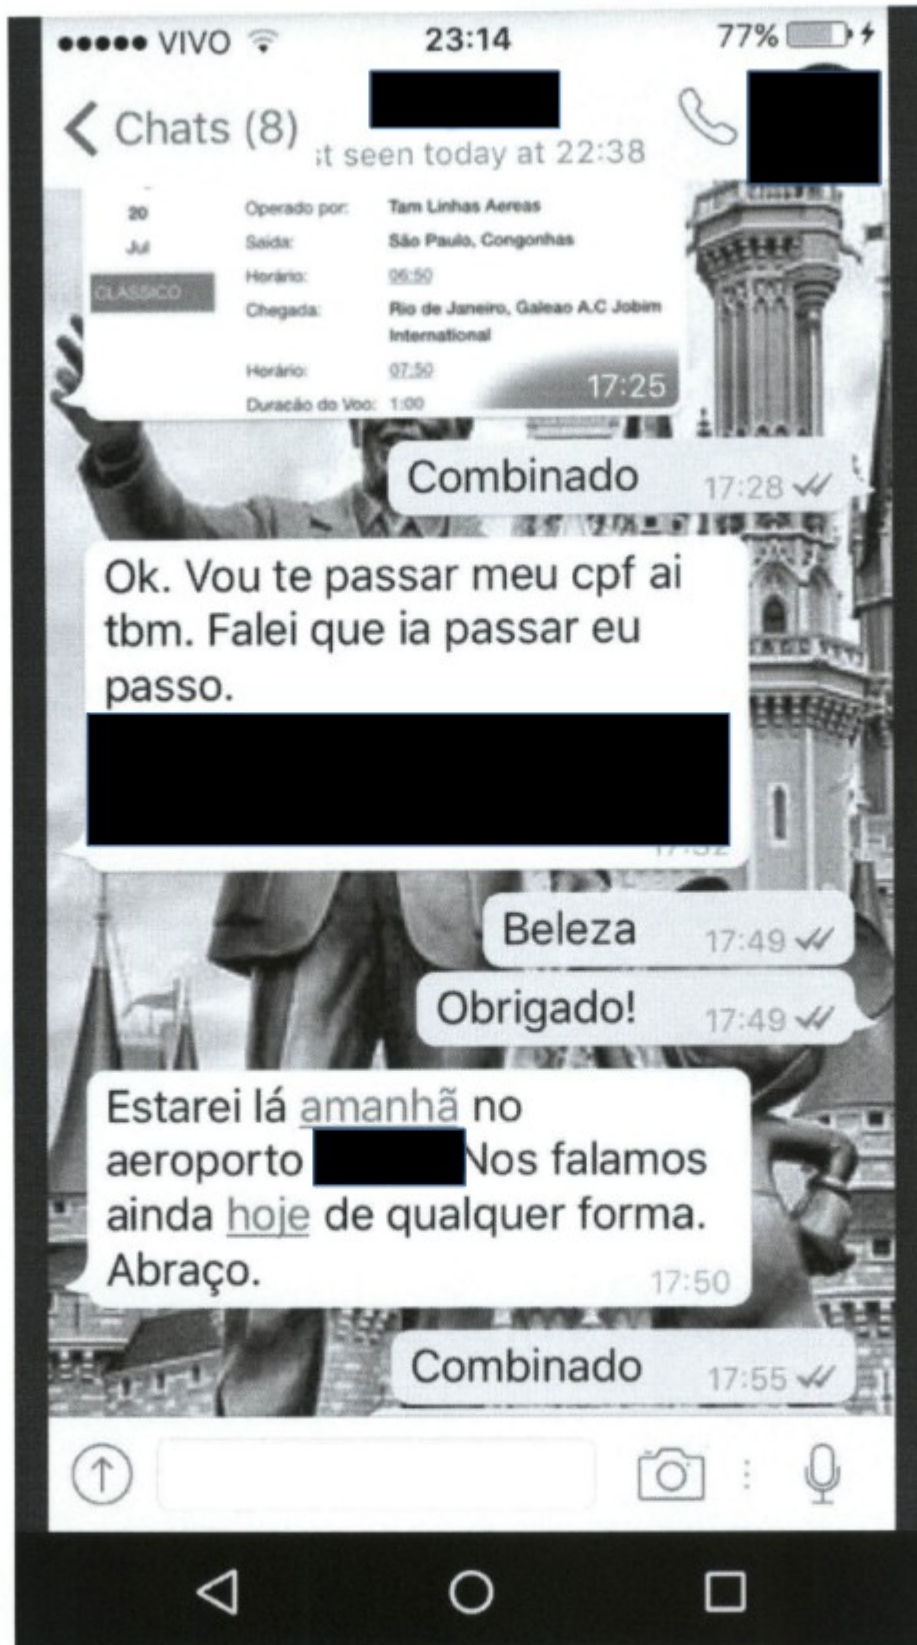 VIVO 23:14 77%
Chats (8)
st seen today at 22:38
20 Operado por: Tam Linhas Aereas
Jul Saída: São Paulo, Congonhas
Horário: 06:50
CLÁSSICO
Chegada: Rio de Janeiro, Galeao A.C Jobim
International
Horário: 07:50
Duracão do Voo: 1:00
17:25
Combinado 17:28
Ok. Vou te passar meu cpf ai
tbm. Falei que ia passar eu
passo.
17:32
Beleza 17:49
Obrigado! 17:49
Estarei lá amanhã no
aeroporto Nos falamos
ainda hoje de qualquer forma.
Abraço. 17:50
Combinado 17:55